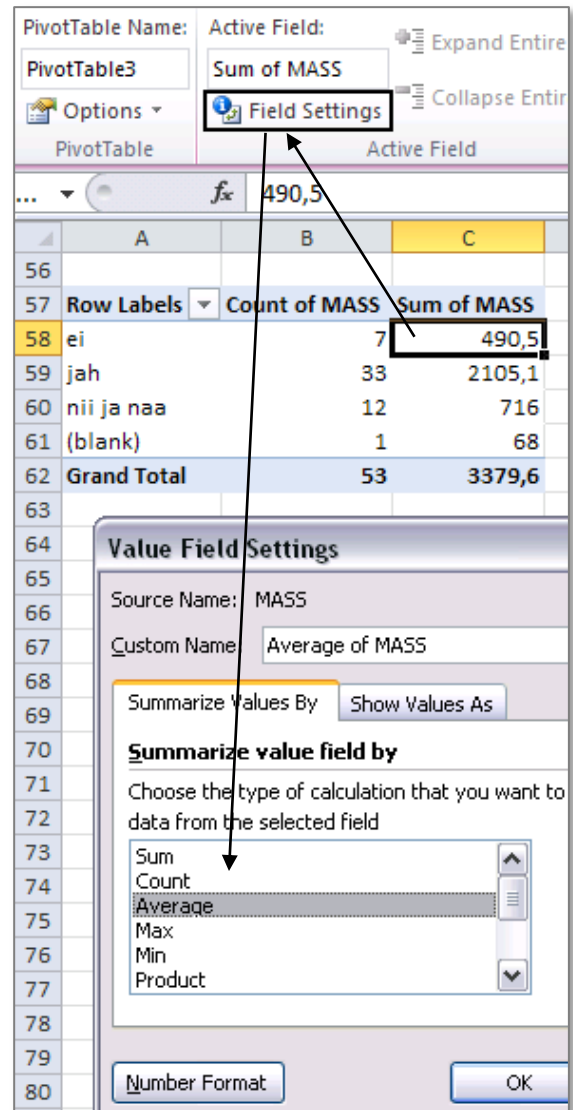 PivotTable Name: Active Field:
PivotTable3 Sum of MASS Expand Entire
Options Field Settings Collapse Entir
PivotTable Active Field
... fx 490,5
A B C
56
57 Row Labels Count of MASS Sum of MASS
58 ei 7 490,5
59 jah 33 2105,1
60 nii ja naa 12 716
61 (blank) 1 68
62 Grand Total 53 3379,6
63
64 Value Field Settings
65
66 Source Name: MASS
67 Custom Name: Average of MASS
68
69 Summarize Values By Show Values As
70 Summarize value field by
71 Choose the type of calculation that you want to
72 data from the selected field
73 Sum
74 Count
Average
75 Max
76 Min
77 Product
78
79
80 Number Format OK